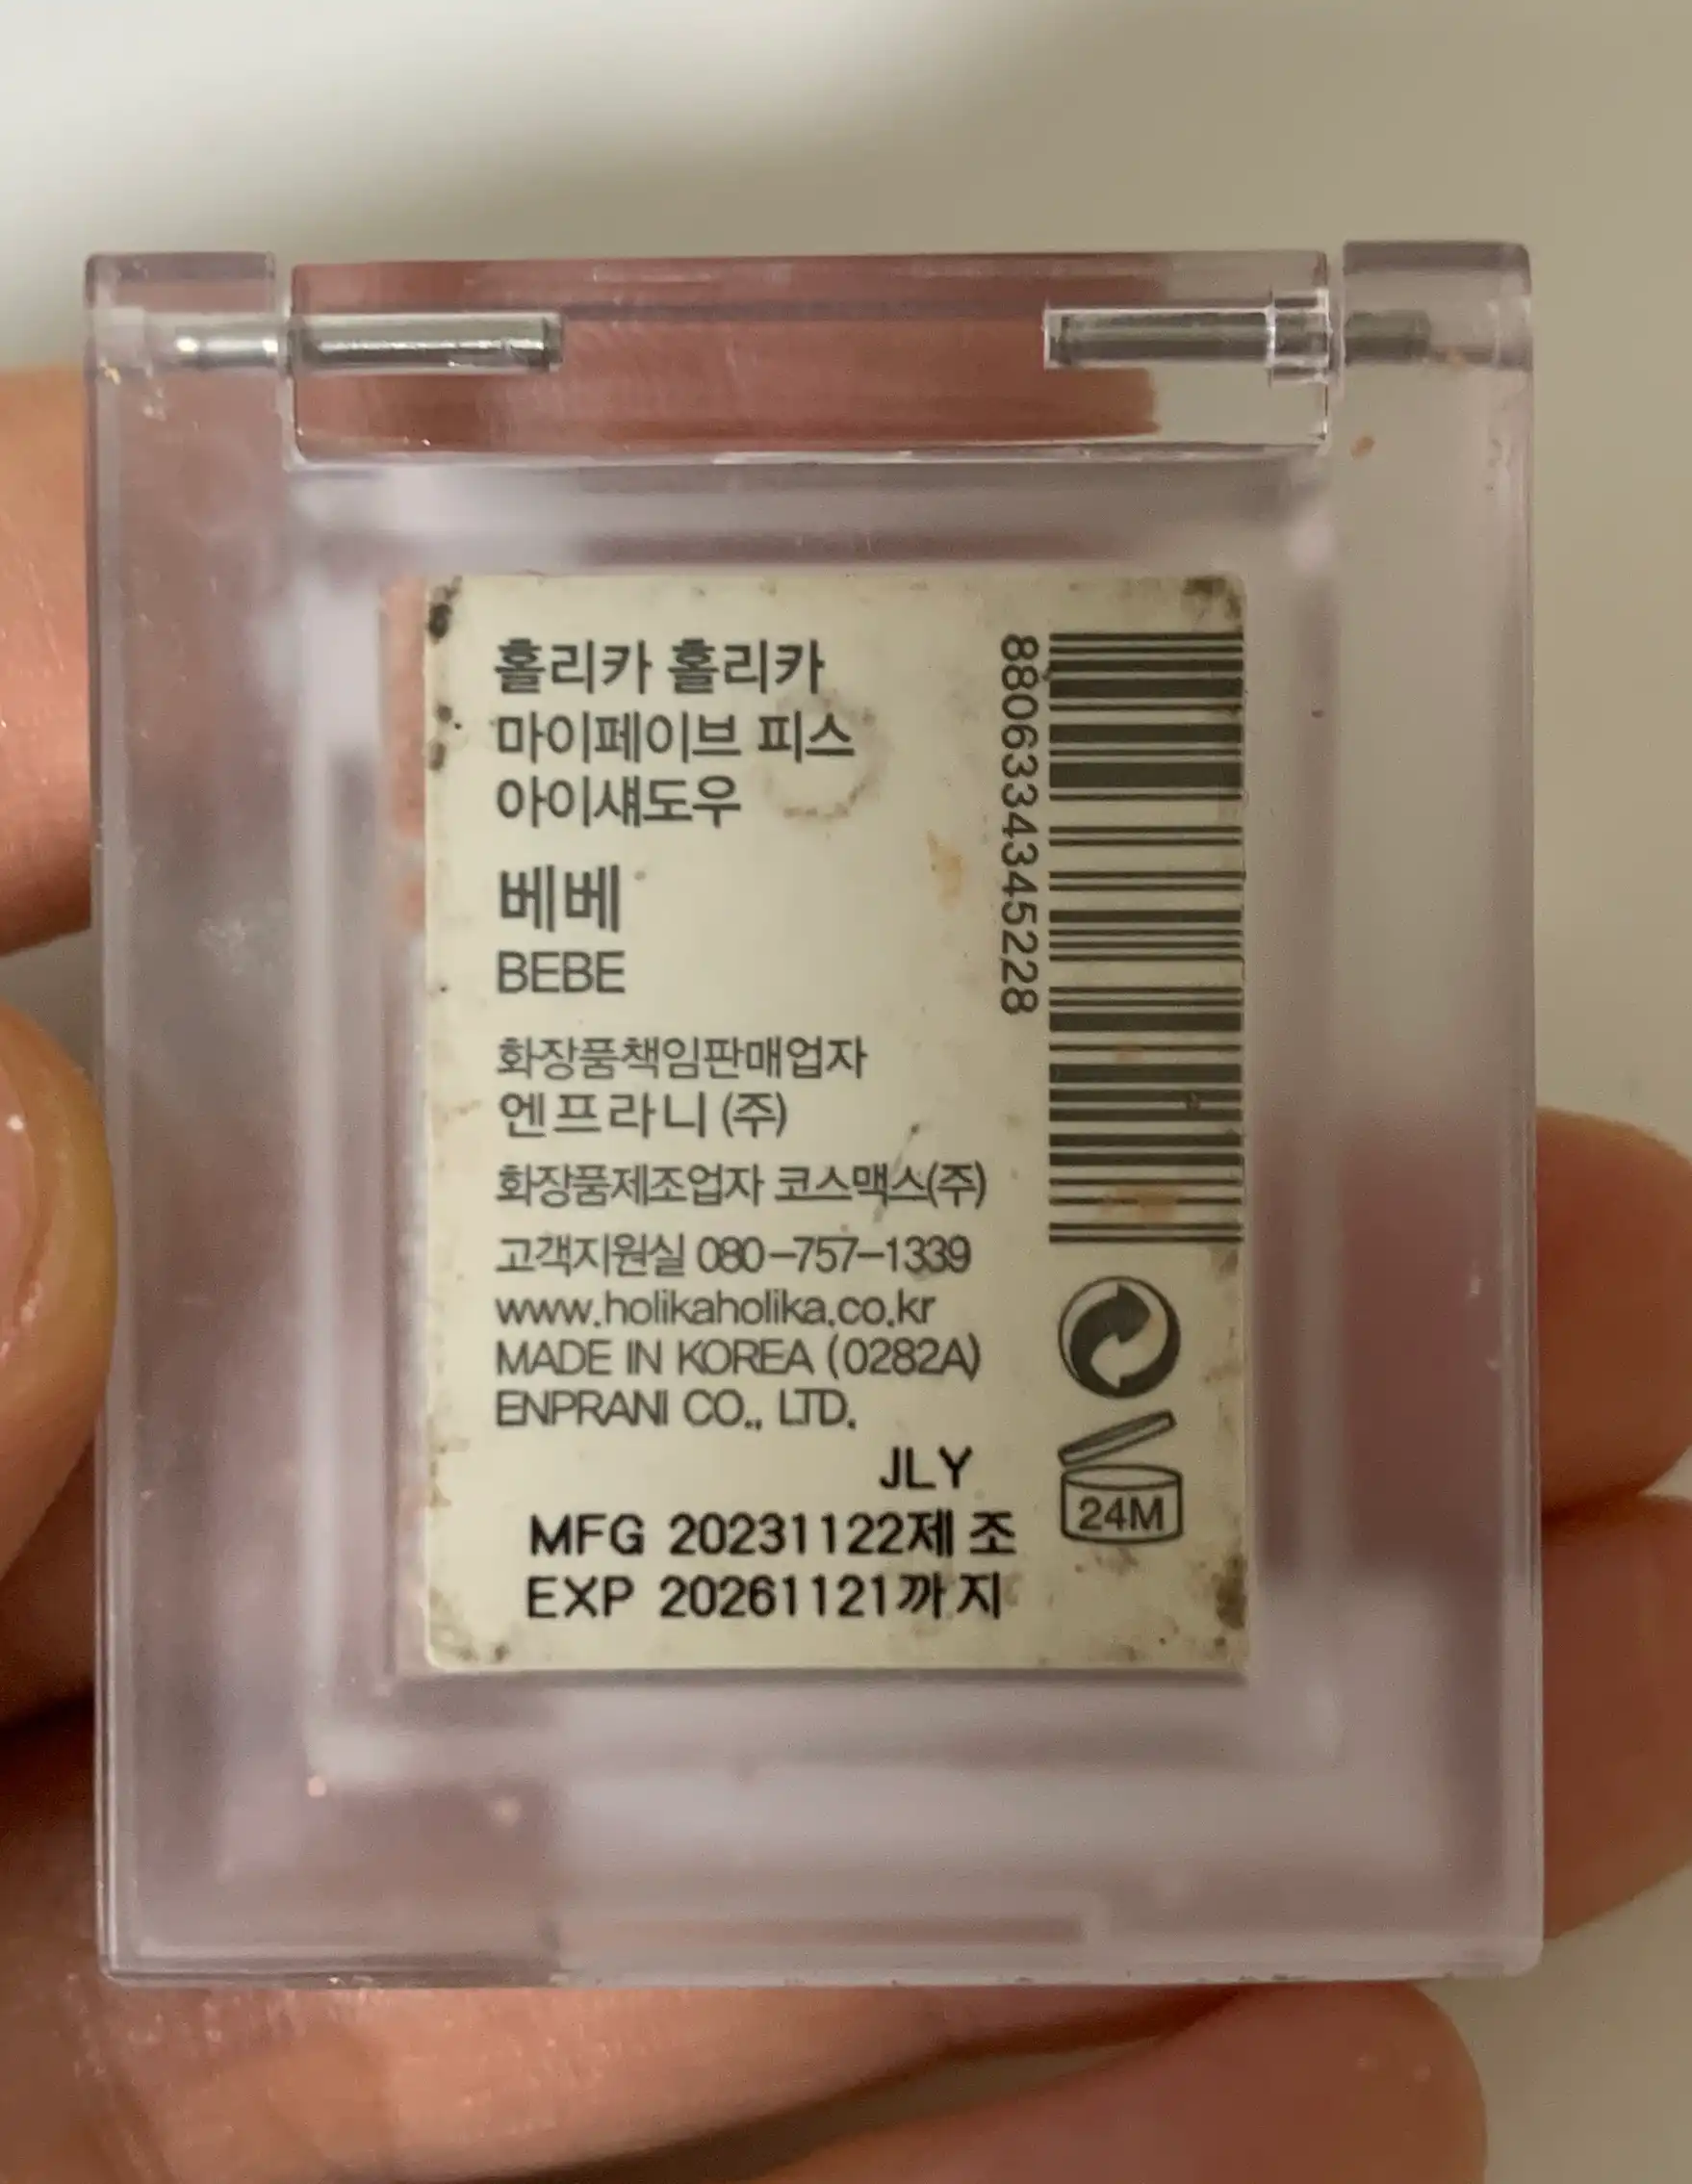 홀리카 홀리카
마이페이브 피스
아이섀도우
베베
BEBE
화장품책임판매업자
엔프라니 (주)
화장품제조업자 코스맥스(주)
고객지원실 080-757-1339
www.holikaholika.co.kr
MADE IN KOREA (0282A)
ENPRANI CO., LTD.
JLY
MFG 20231122제조
EXP 20261121까지
8806334345228
24M